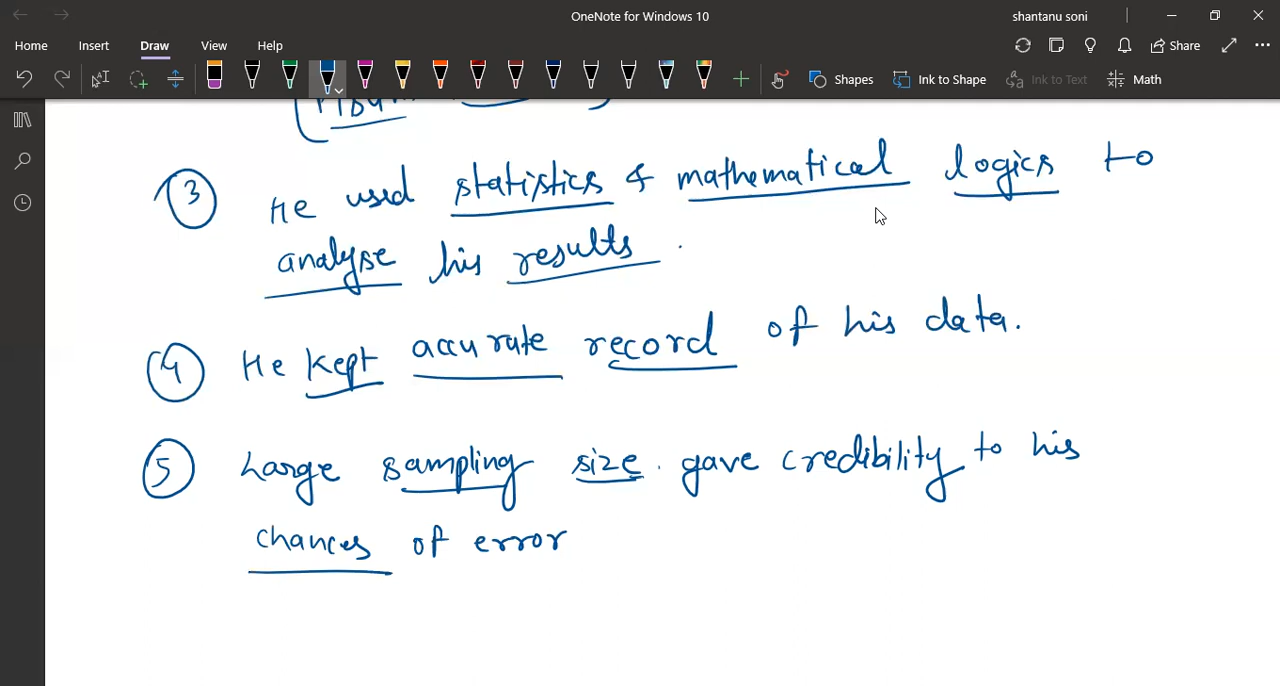 OneNote for Windows 10
shantanu soni
Home Insert Draw View Help
Share
Shapes Ink to Shape Ink to Text Math
3 He used statistics & mathematical logics to
analyse his results.
4 He kept accurate record of his data.
5 Large sampling size. gave credibility to his
chances of error